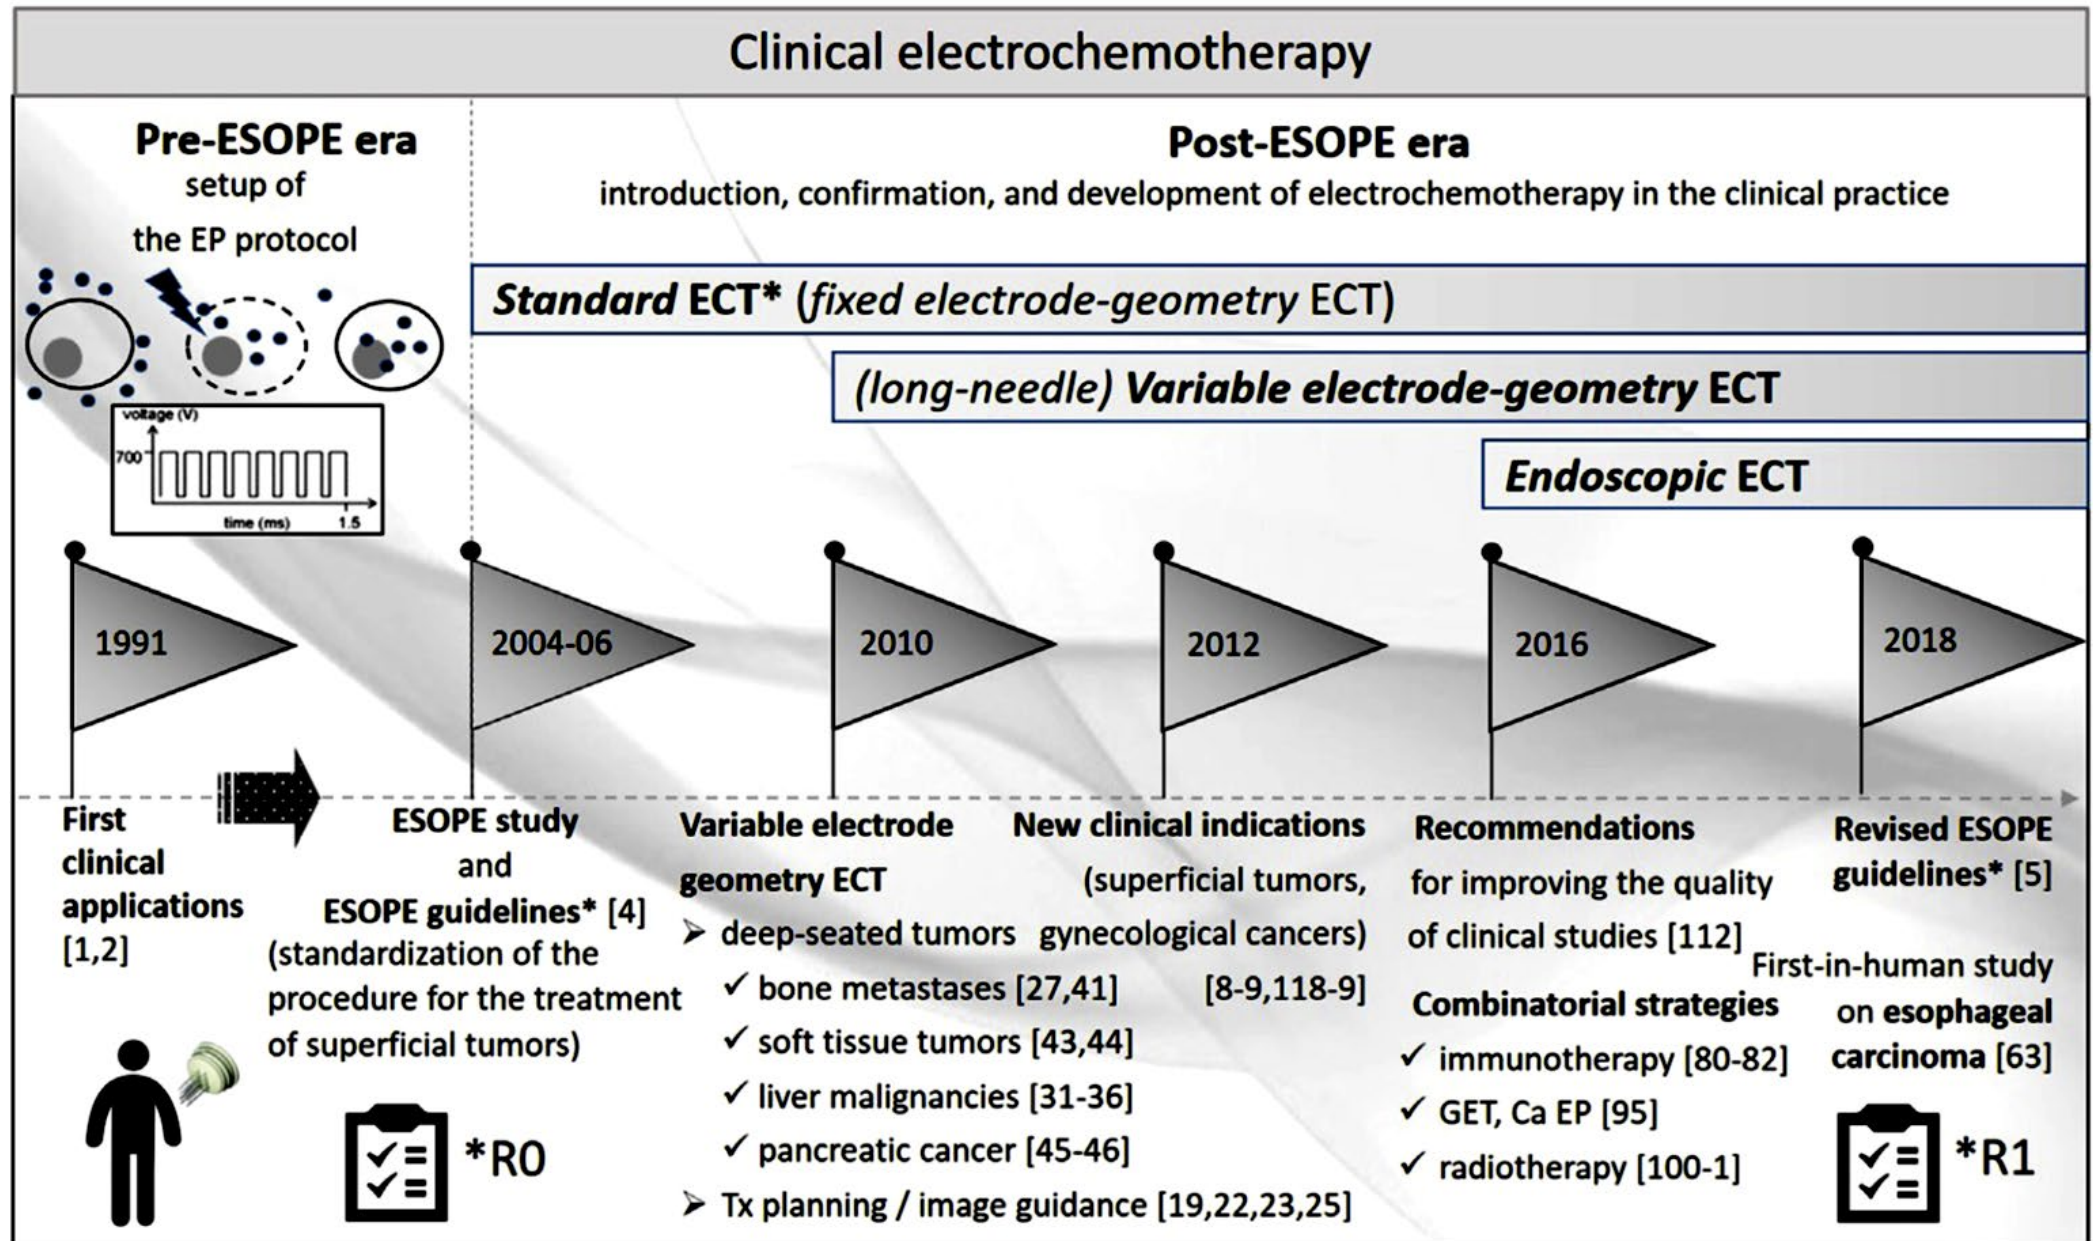 Clinical electrochemotherapy
Pre-ESOPE era
setup of
the EP protocol
voltage (V)
700
time (ms)
1.5
Post-ESOPE era
introduction, confirmation, and development of electrochemotherapy in the clinical practice
Standard ECT* (fixed electrode-geometry ECT)
(long-needle) Variable electrode-geometry ECT
Endoscopic ECT
1991
2004-06
2010
2012
2016
2018
First
clinical
applications
[1,2]
ESOPE study
and
ESOPE guidelines* [4]
(standardization of the
procedure for the treatment
of superficial tumors)
*R0
Variable electrode
geometry ECT
➢ deep-seated tumors
✓ bone metastases [27,41]
✓ soft tissue tumors [43,44]
✓ liver malignancies [31-36]
✓ pancreatic cancer [45-46]
➢ Tx planning / image guidance [19,22,23,25]
New clinical indications
(superficial tumors,
gynecological cancers)
[8-9,118-9]
Recommendations
for improving the quality
of clinical studies [112]
Combinatorial strategies
✓ immunotherapy [80-82]
✓ GET, Ca EP [95]
✓ radiotherapy [100-1]
Revised ESOPE
guidelines* [5]
First-in-human study
on esophageal
carcinoma [63]
*R1